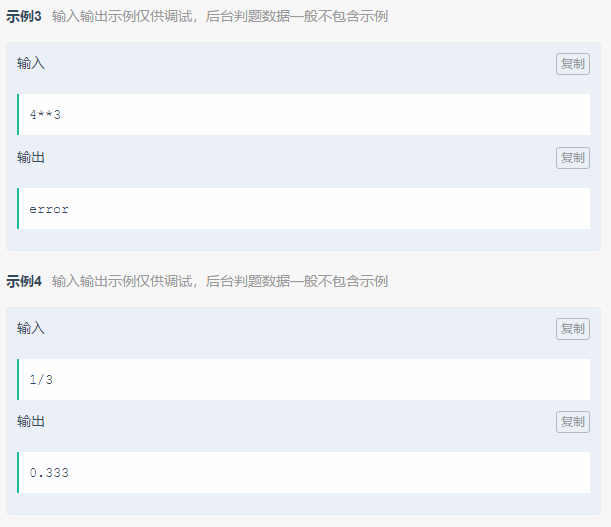 示例3 输入输出示例仅供调试，后台判题数据一般不包含示例
输入 复制
4**3
输出 复制
error
示例4 输入输出示例仅供调试，后台判题数据一般不包含示例
输入 复制
1/3
输出 复制
0.333